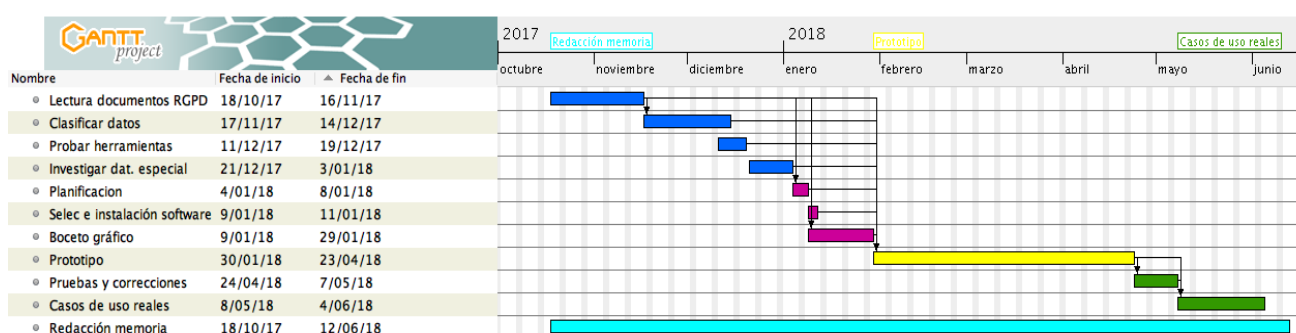 GANTT
project
2017
2018
Redacción memoria
Prototipo
Casos de uso reales
octubre noviembre diciembre enero febrero marzo abril mayo junio
Nombre Fecha de inicio Fecha de fin
Lectura documentos RGPD 18/10/17 16/11/17
Clasificar datos 17/11/17 14/12/17
Probar herramientas 11/12/17 19/12/17
Investigar dat. especial 21/12/17 3/01/18
Planificacion 4/01/18 8/01/18
Selec e instalación software 9/01/18 11/01/18
Boceto gráfico 9/01/18 29/01/18
Prototipo 30/01/18 23/04/18
Pruebas y correcciones 24/04/18 7/05/18
Casos de uso reales 8/05/18 4/06/18
Redacción memoria 18/10/17 12/06/18